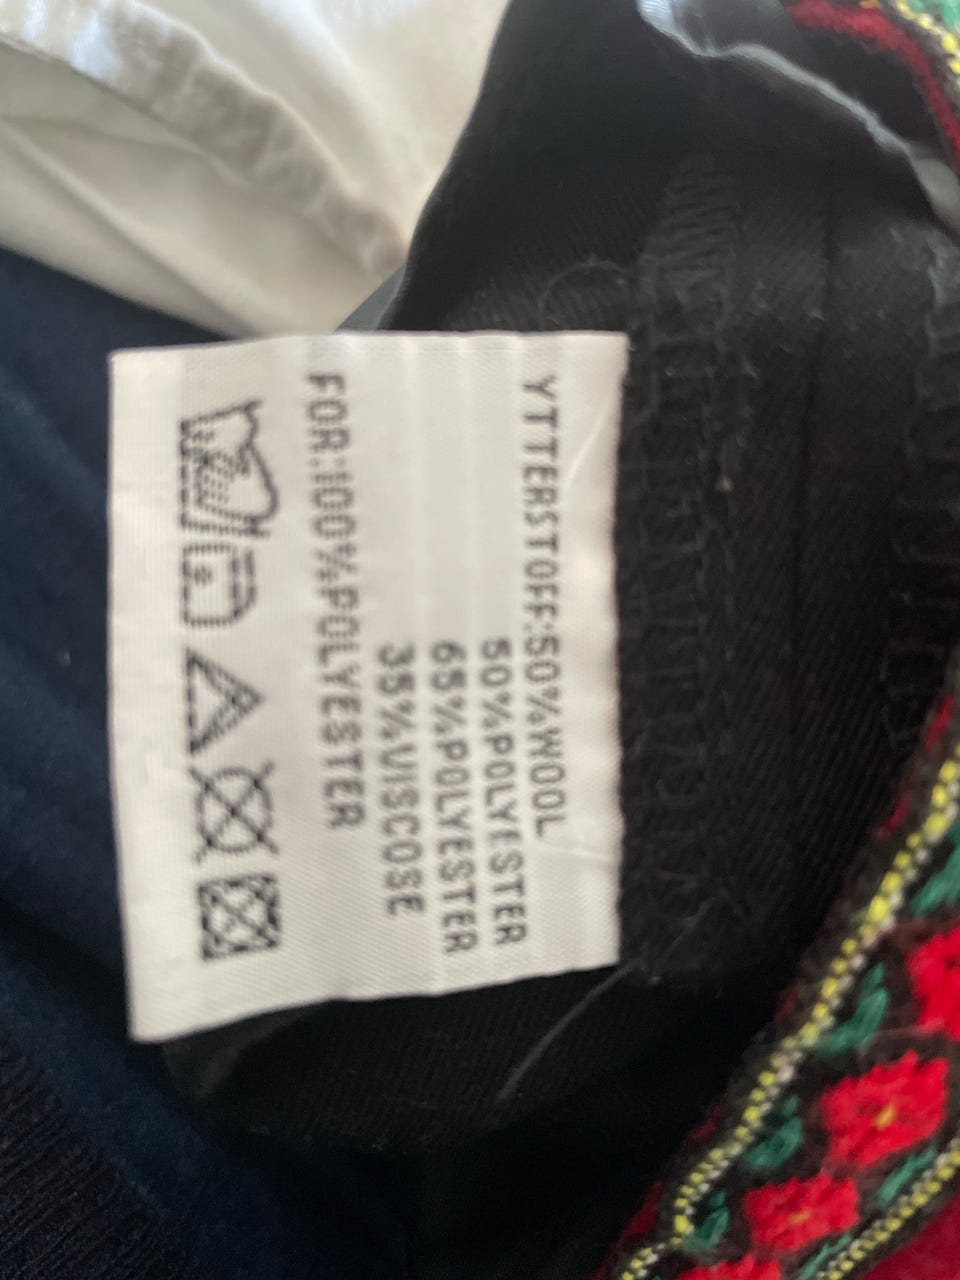 YTTERSTOFF:50%WOOL
50%POLYESTER
65%POLYESTER
35%VISCOSE
FOR:100%POLYESTER